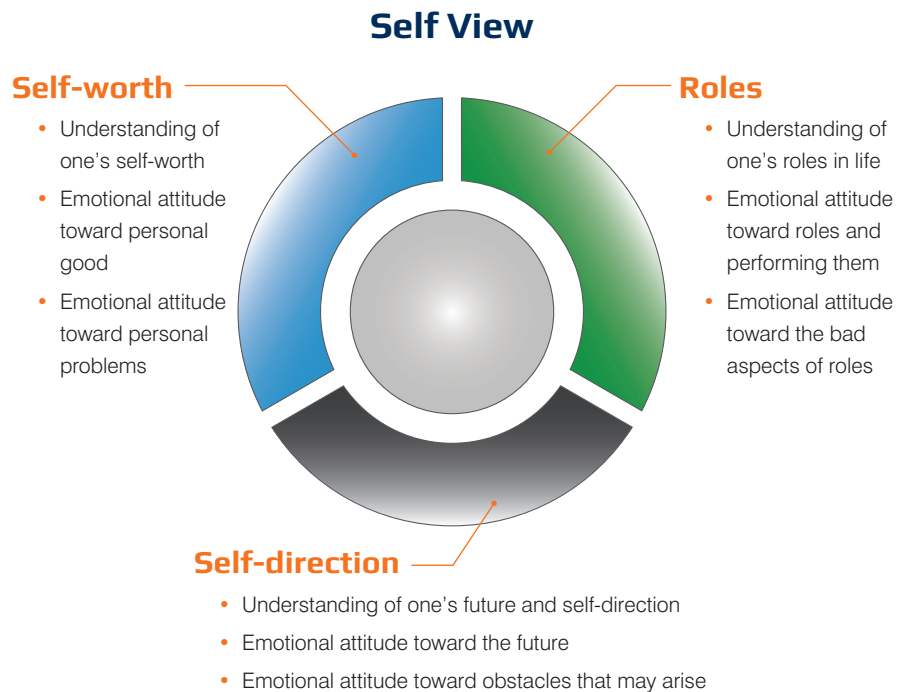 Self View
Self-worth
• Understanding of
one's self-worth
• Emotional attitude
toward personal
good
• Emotional attitude
toward personal
problems
Roles
• Understanding of
one's roles in life
• Emotional attitude
toward roles and
performing them
• Emotional attitude
toward the bad
aspects of roles
Self-direction
• Understanding of one's future and self-direction
• Emotional attitude toward the future
• Emotional attitude toward obstacles that may arise